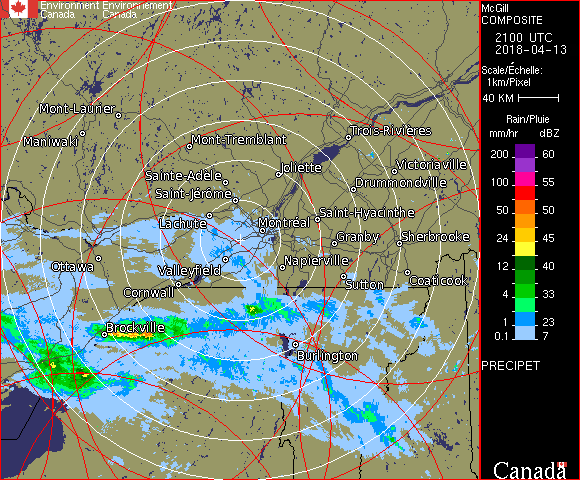 Environment Environnement
Canada Canada
McGill
COMPOSITE
2100 UTC
2018-04-13
Scale/Échelle:
1km/Pixel
40 KM
Rain/Pluie
mm/hr dBZ
200 60
100 55
50 50
24 45
12 40
4 33
1 23
0.1 7
PRECIPET
Canada
Mont-Laurier
Maniwaki
Mont-Tremblant
Trois-Rivières
Joliette
Victoriaville
Sainte-Adèle
Drummondville
Saint-Jérôme
Lachute
Saint-Hyacinthe
Montréal
Granby
Sherbrooke
Ottawa
Valleyfield
Napierville
Cornwall
Sutton
Coaticook
Brockville
Burlington